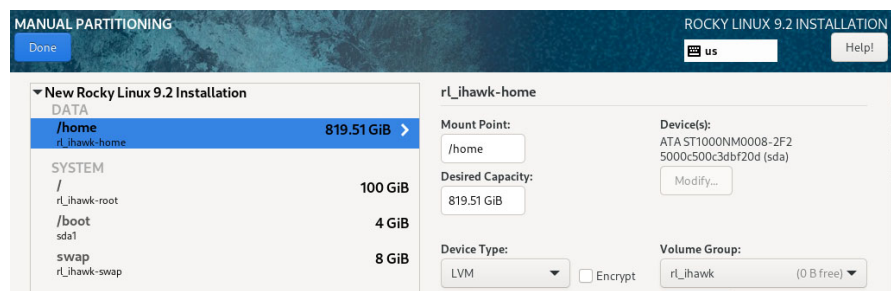 MANUAL PARTITIONING
ROCKY LINUX 9.2 INSTALLATION
Done
us
Help!
New Rocky Linux 9.2 Installation
DATA
/home 819.51 GiB
rl_ihawk-home
SYSTEM
/ 100 GiB
rl_ihawk-root
/boot 4 GiB
sda1
swap 8 GiB
rl_ihawk-swap
rl_ihawk-home
Mount Point:
/home
Desired Capacity:
819.51 GiB
Device(s):
ATA ST1000NM0008-2F2
5000c500c3dbf20d (sda)
Modify...
Device Type:
LVM
Encrypt
Volume Group:
rl_ihawk (0 B free)